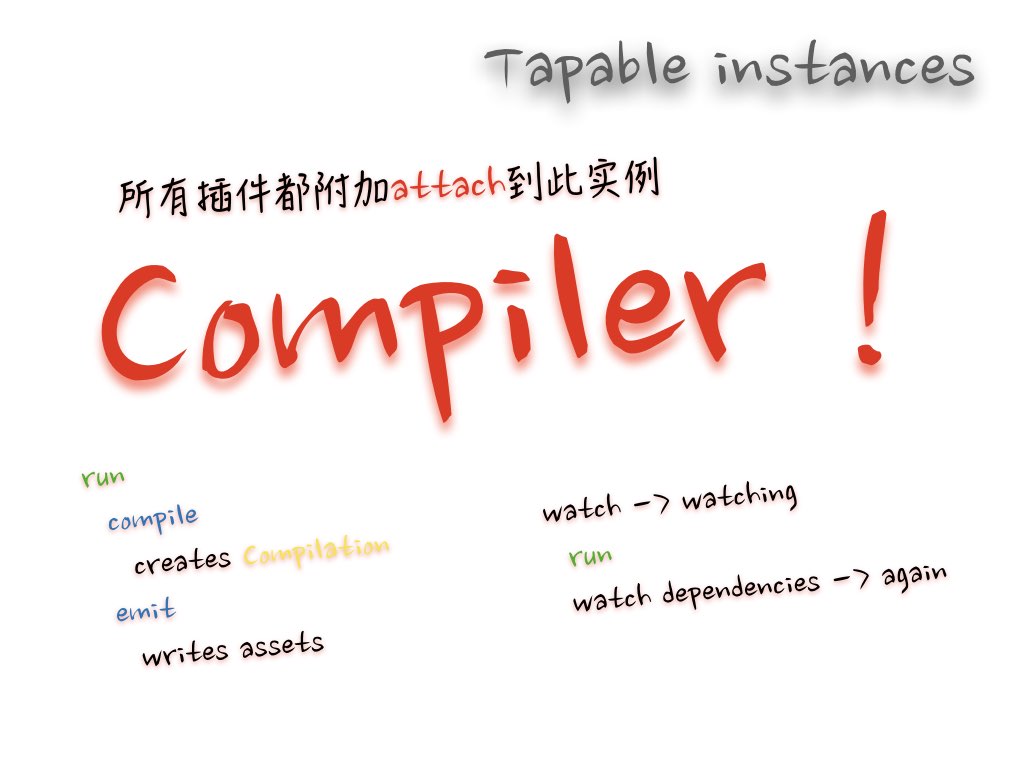 Tapable instances
所有插件都附加attach到此实例
Compiler !
run
compile
creates Compilation
emit
writes assets
watch -> watching
run
watch dependencies -> again